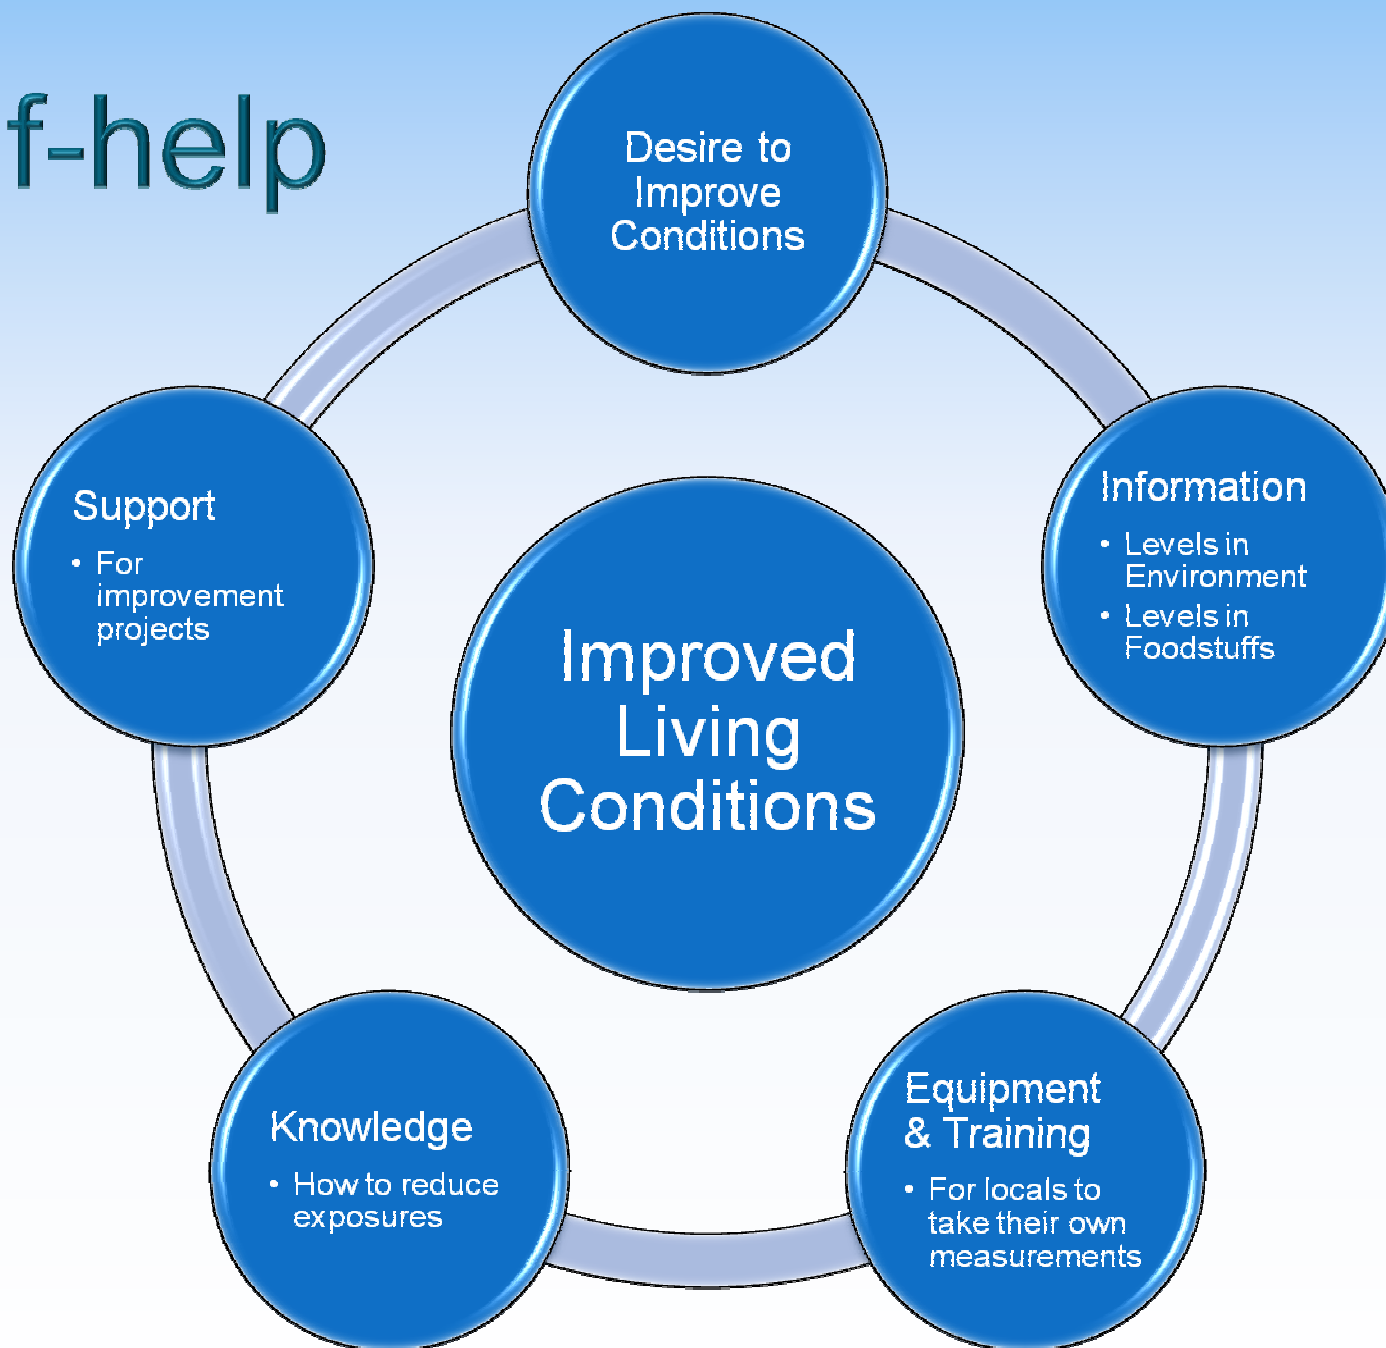 f-help
Desire to
Improve
Conditions
Information
• Levels in
Environment
• Levels in
Foodstuffs
Equipment
& Training
• For locals to
take their own
measurements
Knowledge
• How to reduce
exposures
Support
• For
improvement
projects
Improved
Living
Conditions